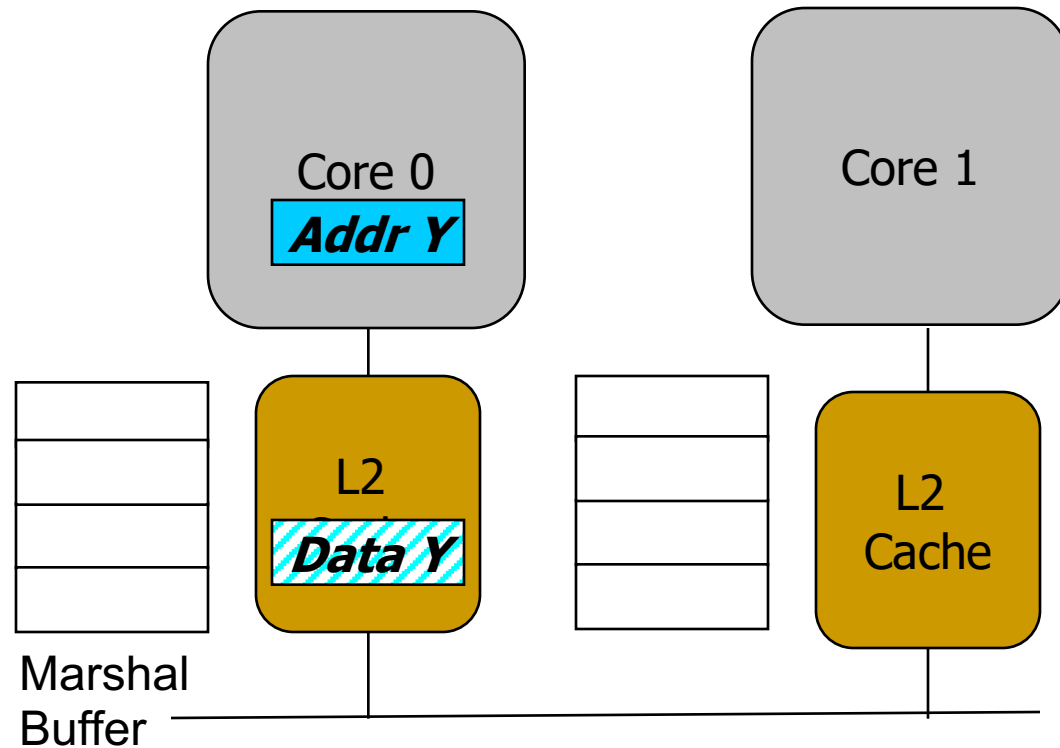 Core 0
Addr Y
Core 1
L2
Data Y
L2
Cache
Marshal
Buffer